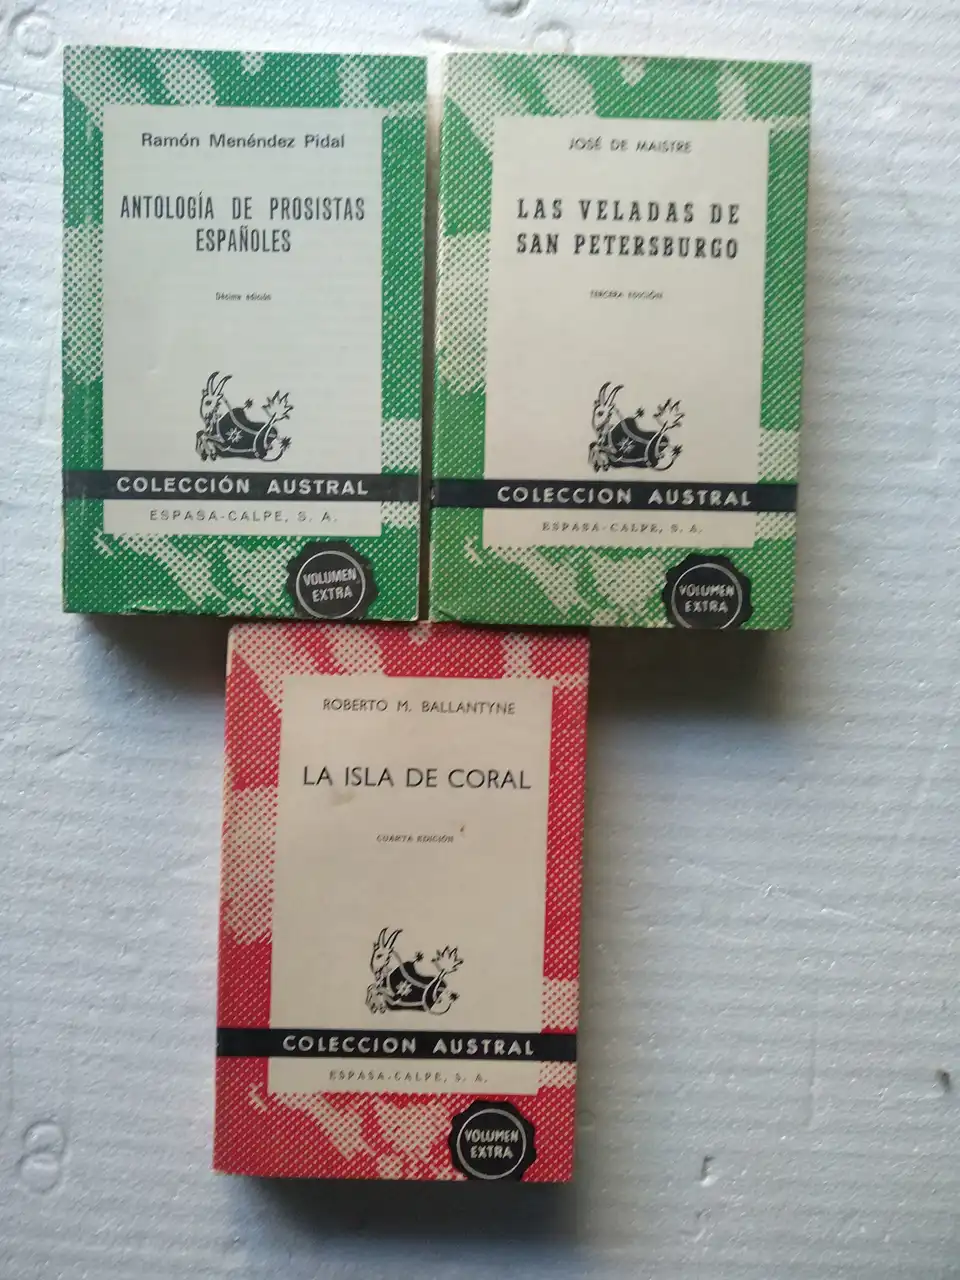 Ramón Menéndez Pidal
ANTOLOGÍA DE PROSISTAS
ESPAÑOLES
Décima edición
COLECCIÓN AUSTRAL
ESPASA-CALPE, S. A.
VOLUMEN
EXTRA
JOSÉ DE MAISTRE
LAS VELADAS DE
SAN PETERSBURGO
TERCERA EDICIÓN
COLECCION AUSTRAL
ESPASA-CALPE, S. A.
VOLUMEN
EXTRA
ROBERTO M. BALLANTYNE
LA ISLA DE CORAL
CUARTA EDICIÓN
COLECCION AUSTRAL
ESPASA-CALPE, S. A.
VOLUMEN
EXTRA